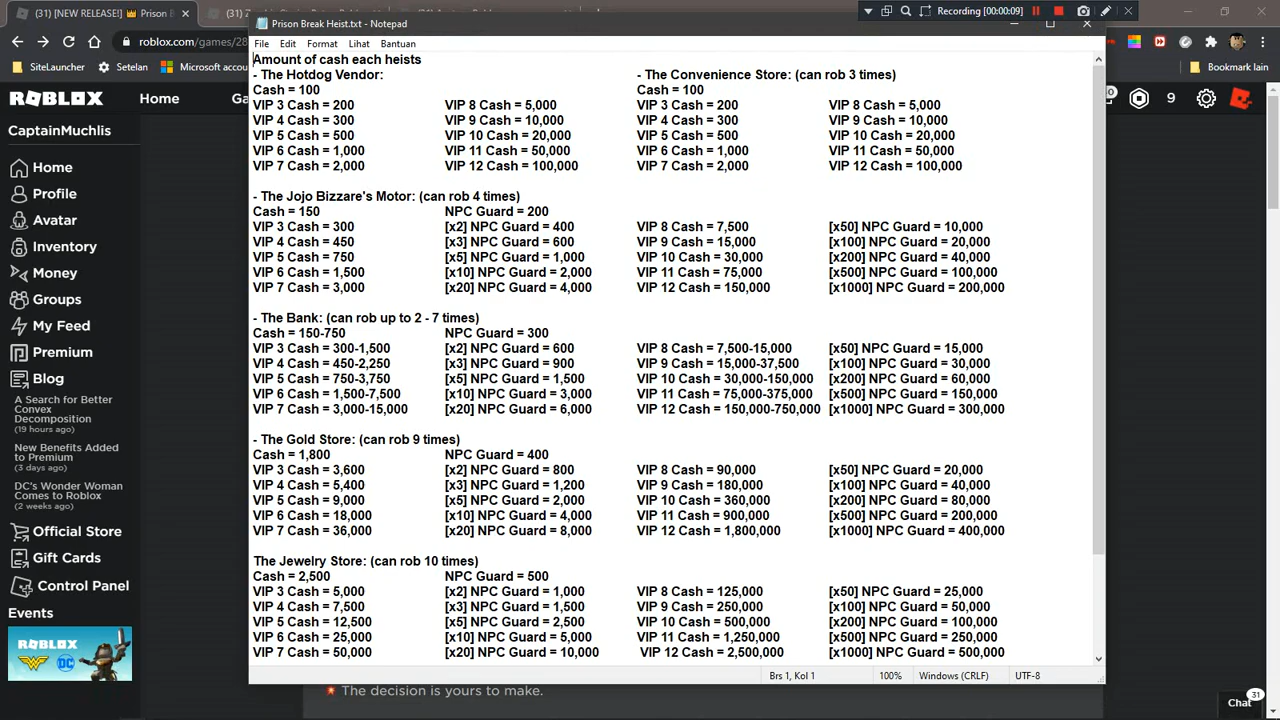 [NEW RELEASE] Prison B
(31)
Prison Break Heist.txt - Notepad
Recording [00:00:09]
roblox.com/games/28
SiteLauncher
Septem
Microsoft accou
Bookmark lain
ROBLOX
Home
Ga
9
CaptainMuchlis
Home
Profile
Avatar
Inventory
Money
Groups
My Feed
Premium
Blog
A Search for Better
Convex
Decomposition
(19 hours ago)
New Benefits Added
to Premium
(3 days ago)
DC's Wonder Woman
Comes to Roblox
(2 weeks ago)
Official Store
Gift Cards
Control Panel
Events
ROBLOX
DC
File Edit Format Lihat Bantuan
Amount of cash each heists
- The Hotdog Vendor: - The Convenience Store: (can rob 3 times)
Cash = 100 Cash = 100
VIP 3 Cash = 200 VIP 8 Cash = 5,000 VIP 3 Cash = 200 VIP 8 Cash = 5,000
VIP 4 Cash = 300 VIP 9 Cash = 10,000 VIP 4 Cash = 300 VIP 9 Cash = 10,000
VIP 5 Cash = 500 VIP 10 Cash = 20,000 VIP 5 Cash = 500 VIP 10 Cash = 20,000
VIP 6 Cash = 1,000 VIP 11 Cash = 50,000 VIP 6 Cash = 1,000 VIP 11 Cash = 50,000
VIP 7 Cash = 2,000 VIP 12 Cash = 100,000 VIP 7 Cash = 2,000 VIP 12 Cash = 100,000
- The Jojo Bizzare's Motor: (can rob 4 times)
Cash = 150 NPC Guard = 200
VIP 3 Cash = 300 [x2] NPC Guard = 400 VIP 8 Cash = 7,500 [x50] NPC Guard = 10,000
VIP 4 Cash = 450 [x3] NPC Guard = 600 VIP 9 Cash = 15,000 [x100] NPC Guard = 20,000
VIP 5 Cash = 750 [x5] NPC Guard = 1,000 VIP 10 Cash = 30,000 [x200] NPC Guard = 40,000
VIP 6 Cash = 1,500 [x10] NPC Guard = 2,000 VIP 11 Cash = 75,000 [x500] NPC Guard = 100,000
VIP 7 Cash = 3,000 [x20] NPC Guard = 4,000 VIP 12 Cash = 150,000 [x1000] NPC Guard = 200,000
- The Bank: (can rob up to 2 - 7 times)
Cash = 150-750 NPC Guard = 300
VIP 3 Cash = 300-1,500 [x2] NPC Guard = 600 VIP 8 Cash = 7,500-15,000 [x50] NPC Guard = 15,000
VIP 4 Cash = 450-2,250 [x3] NPC Guard = 900 VIP 9 Cash = 15,000-37,500 [x100] NPC Guard = 30,000
VIP 5 Cash = 750-3,750 [x5] NPC Guard = 1,500 VIP 10 Cash = 30,000-150,000 [x200] NPC Guard = 60,000
VIP 6 Cash = 1,500-7,500 [x10] NPC Guard = 3,000 VIP 11 Cash = 75,000-375,000 [x500] NPC Guard = 150,000
VIP 7 Cash = 3,000-15,000 [x20] NPC Guard = 6,000 VIP 12 Cash = 150,000-750,000 [x1000] NPC Guard = 300,000
- The Gold Store: (can rob 9 times)
Cash = 1,800 NPC Guard = 400
VIP 3 Cash = 3,600 [x2] NPC Guard = 800 VIP 8 Cash = 90,000 [x50] NPC Guard = 20,000
VIP 4 Cash = 5,400 [x3] NPC Guard = 1,200 VIP 9 Cash = 180,000 [x100] NPC Guard = 40,000
VIP 5 Cash = 9,000 [x5] NPC Guard = 2,000 VIP 10 Cash = 360,000 [x200] NPC Guard = 80,000
VIP 6 Cash = 18,000 [x10] NPC Guard = 4,000 VIP 11 Cash = 900,000 [x500] NPC Guard = 200,000
VIP 7 Cash = 36,000 [x20] NPC Guard = 8,000 VIP 12 Cash = 1,800,000 [x1000] NPC Guard = 400,000
The Jewelry Store: (can rob 10 times)
Cash = 2,500 NPC Guard = 500
VIP 3 Cash = 5,000 [x2] NPC Guard = 1,000 VIP 8 Cash = 125,000 [x50] NPC Guard = 25,000
VIP 4 Cash = 7,500 [x3] NPC Guard = 1,500 VIP 9 Cash = 250,000 [x100] NPC Guard = 50,000
VIP 5 Cash = 12,500 [x5] NPC Guard = 2,500 VIP 10 Cash = 500,000 [x200] NPC Guard = 100,000
VIP 6 Cash = 25,000 [x10] NPC Guard = 5,000 VIP 11 Cash = 1,250,000 [x500] NPC Guard = 250,000
VIP 7 Cash = 50,000 [x20] NPC Guard = 10,000 VIP 12 Cash = 2,500,000 [x1000] NPC Guard = 500,000
Brs 1, Kol 1 100% Windows (CRLF) UTF-8
The decision is yours to make.
Chat
31